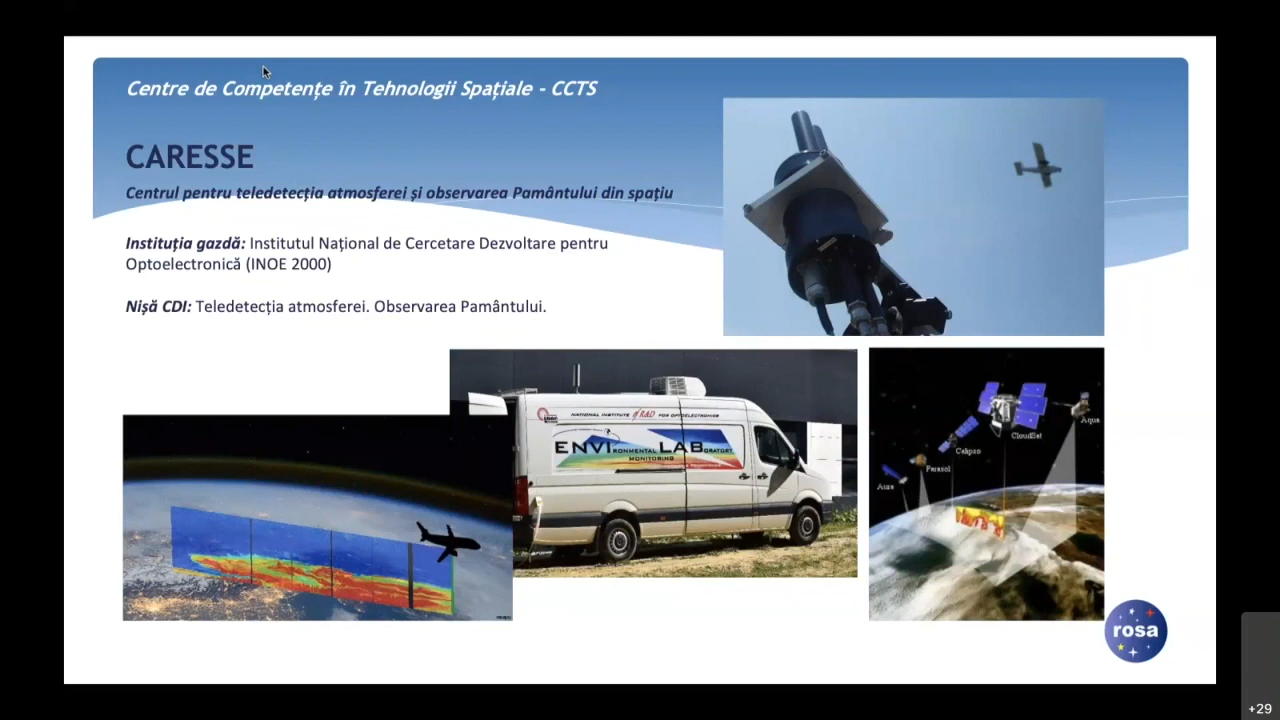 Centre de Competențe în Tehnologii Spațiale - CCTS
CARESSE
Centrul pentru teledetecția atmosferei și observarea Pamântului din spațiu
Instituția gazdă: Institutul Național de Cercetare Dezvoltare pentru
Optoelectronică (INOE 2000)
Nișă CDI: Teledetecția atmosferei. Observarea Pamântului.
NATIONAL INSTITUTE of R&D FOR OPTOELECTRONICS
ENVIRONMENTAL LABORATORY
MONITORING
CloudSat
Aqua
Calipso
Parasol
Aura
rosa
+29